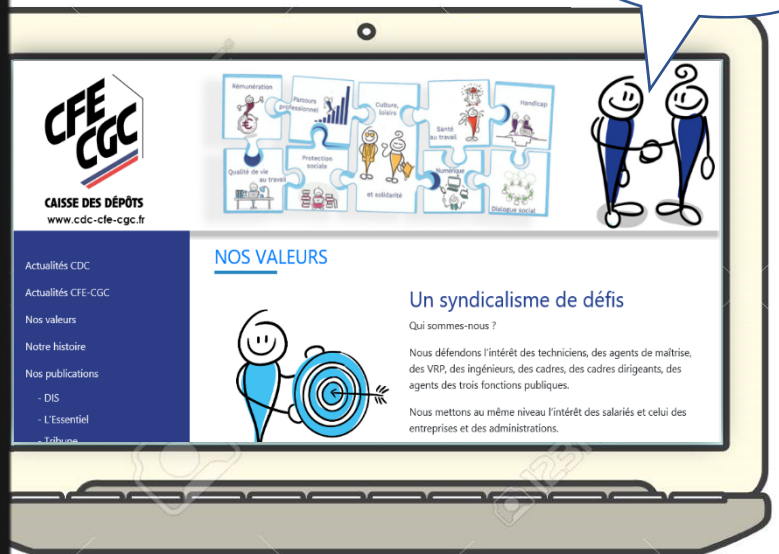 CFE
CGC
CAISSE DES DÉPÔTS
www.cdc-cfe-cgc.fr
Rémunération
Parcours
professionnel
Culture,
loisirs
et solidarité
Santé
au travail
Handicap
Qualité de vie
au travail
Protection
sociale
Numérique
Dialogue social
Actualités CDC
Actualités CFE-CGC
Nos valeurs
Notre histoire
Nos publications
- DIS
- L'Essentiel
- Tribune
NOS VALEURS
Un syndicalisme de défis
Qui sommes-nous ?
Nous défendons l'intérêt des techniciens, des agents de maîtrise,
des VRP, des ingénieurs, des cadres, des cadres dirigeants, des
agents des trois fonctions publiques.
Nous mettons au même niveau l'intérêt des salariés et celui des
entreprises et des administrations.